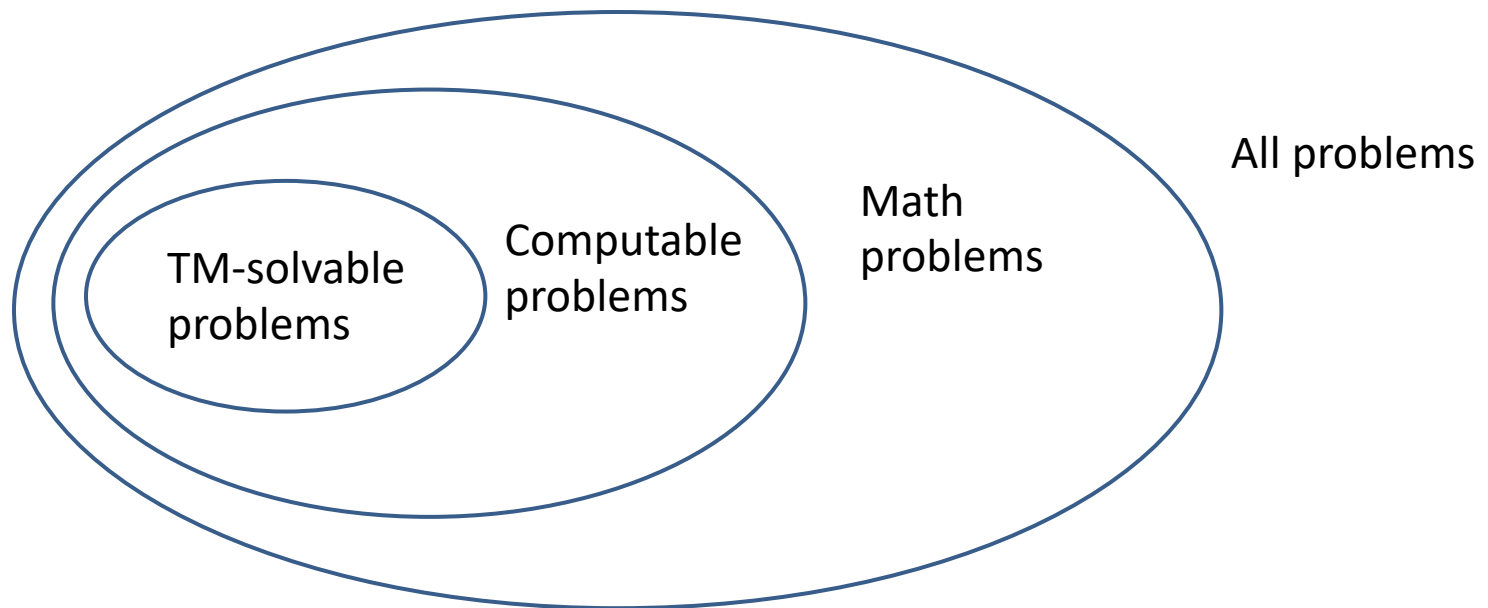 TM-solvable
problems
Computable
problems
Math
problems
All problems